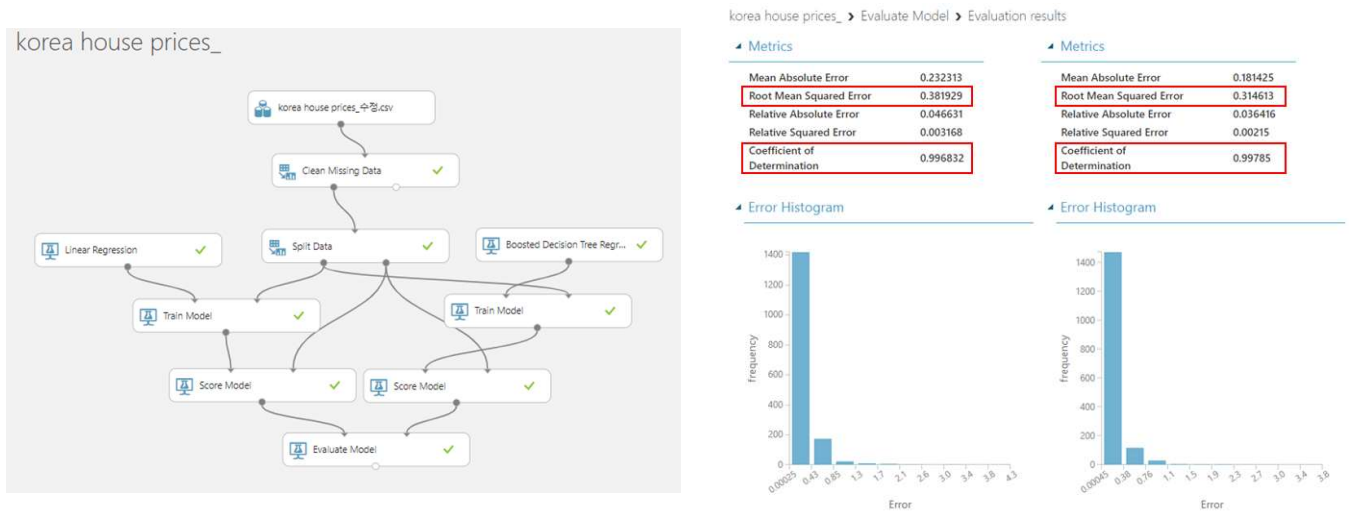 korea house prices_
korea house prices_수정.csv
Clean Missing Data
Linear Regression
Split Data
Boosted Decision Tree Regr...
Train Model
Train Model
Score Model
Score Model
Evaluate Model
korea house prices_ ❯ Evaluate Model ❯ Evaluation results
Metrics
Mean Absolute Error 0.232313
Root Mean Squared Error 0.381929
Relative Absolute Error 0.046631
Relative Squared Error 0.003168
Coefficient of
Determination 0.996832
Error Histogram
frequency
1400
1200
1000
800
600
400
200
0
0.00025 0.43 0.85 1.3 1.7 2.1 2.6 3.0 3.4 3.8 4.3
Error
Metrics
Mean Absolute Error 0.181425
Root Mean Squared Error 0.314613
Relative Absolute Error 0.036416
Relative Squared Error 0.00215
Coefficient of
Determination 0.99785
Error Histogram
frequency
1400
1200
1000
800
600
400
200
0
0.00045 0.38 0.76 1.1 1.5 1.9 2.3 2.7 3.0 3.4 3.8
Error